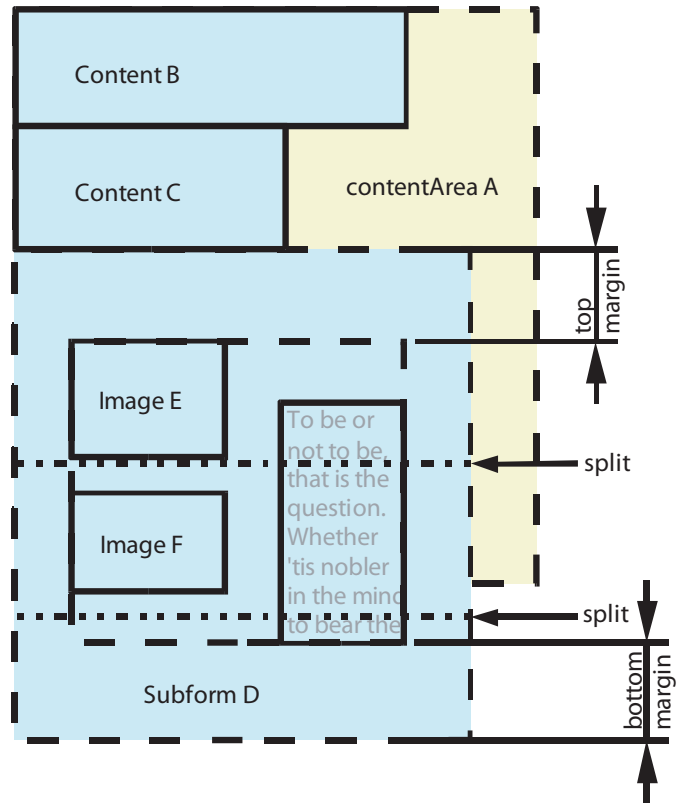 Content B
Content C
contentArea A
top
margin
Image E
To be or
not to be,
that is the
question.
Whether
'tis nobler
in the mind
to bear the
split
Image F
split
Subform D
bottom
margin